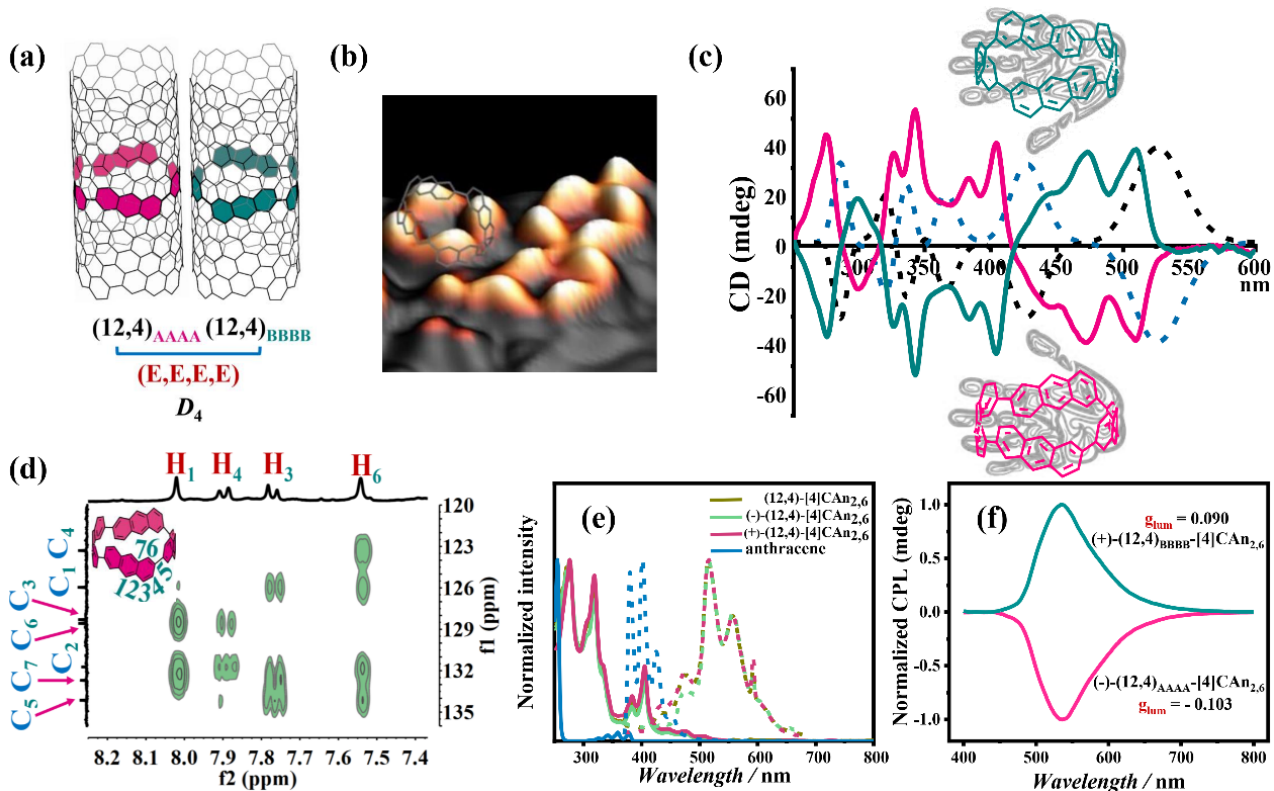 (a)
(12,4)AAAA (12,4)BBBB
(E,E,E,E)
D4
(b)
(c)
CD (mdeg)
60
40
20
0
-20
-40
-60
300 350 400 450 500 550 600
nm
(d)
H1 H4 H3 H6
76
12345
C4
C1
C3
C6
C2
C7
C5
120
123
126
129
132
135
f1 (ppm)
8.2 8.1 8.0 7.9 7.8 7.7 7.6 7.5 7.4
f2 (ppm)
(e)
Normalized intensity
(12,4)-[4]CAn2,6
(-)-(12,4)-[4]CAn2,6
(+)-(12,4)-[4]CAn2,6
anthracene
300 400 500 600 700 800
Wavelength / nm
(f)
Normalized CPL (mdeg)
1.0
0.5
0.0
-0.5
-1.0
glum = 0.090
(+)-(12,4)BBBB-[4]CAn2,6
(-)-(12,4)AAAA-[4]CAn2,6
glum = - 0.103
400 500 600 700 800
Wavelength / nm